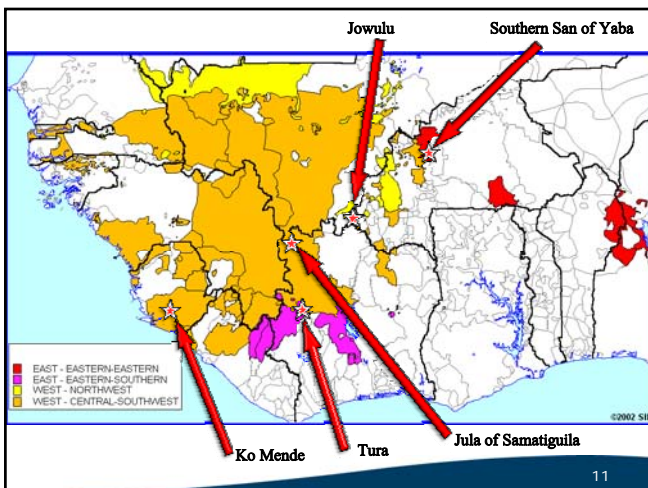 Jowulu
Southern San of Yaba
EAST - EASTERN-EASTERN
EAST - EASTERN-SOUTHERN
WEST - NORTHWEST
WEST - CENTRAL-SOUTHWEST
©2002 SI
Ko Mende
Tura
Jula of Samatiguila
11